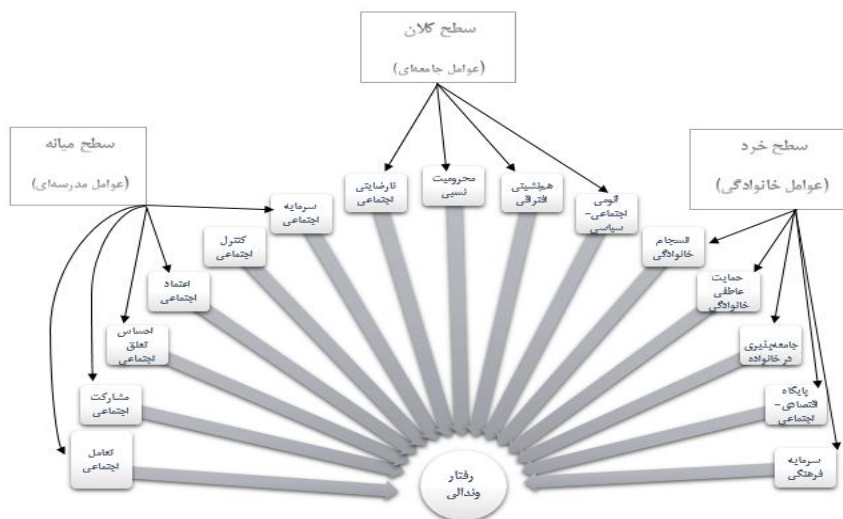 سطح کلان
(عوامل جامعه‌ای)
سطح خرد
(عوامل خانوادگی)
سطح میانه
(عوامل مدرسه‌ای)
آنومی
اجتماعی-
سیاسی
همنشینی
افتراقی
محرومیت
نسبی
نارضایتی
اجتماعی
سرمایه
اجتماعی
کنترل
اجتماعی
اعتماد
اجتماعی
احساس
تعلق
اجتماعی
مشارکت
اجتماعی
تعامل
اجتماعی
انسجام
خانوادگی
حمایت
عاطفی
خانوادگی
جامعه‌پذیری
در خانواده
پایگاه
اقتصادی-
اجتماعی
سرمایه
فرهنگی
رفتار
وندالی